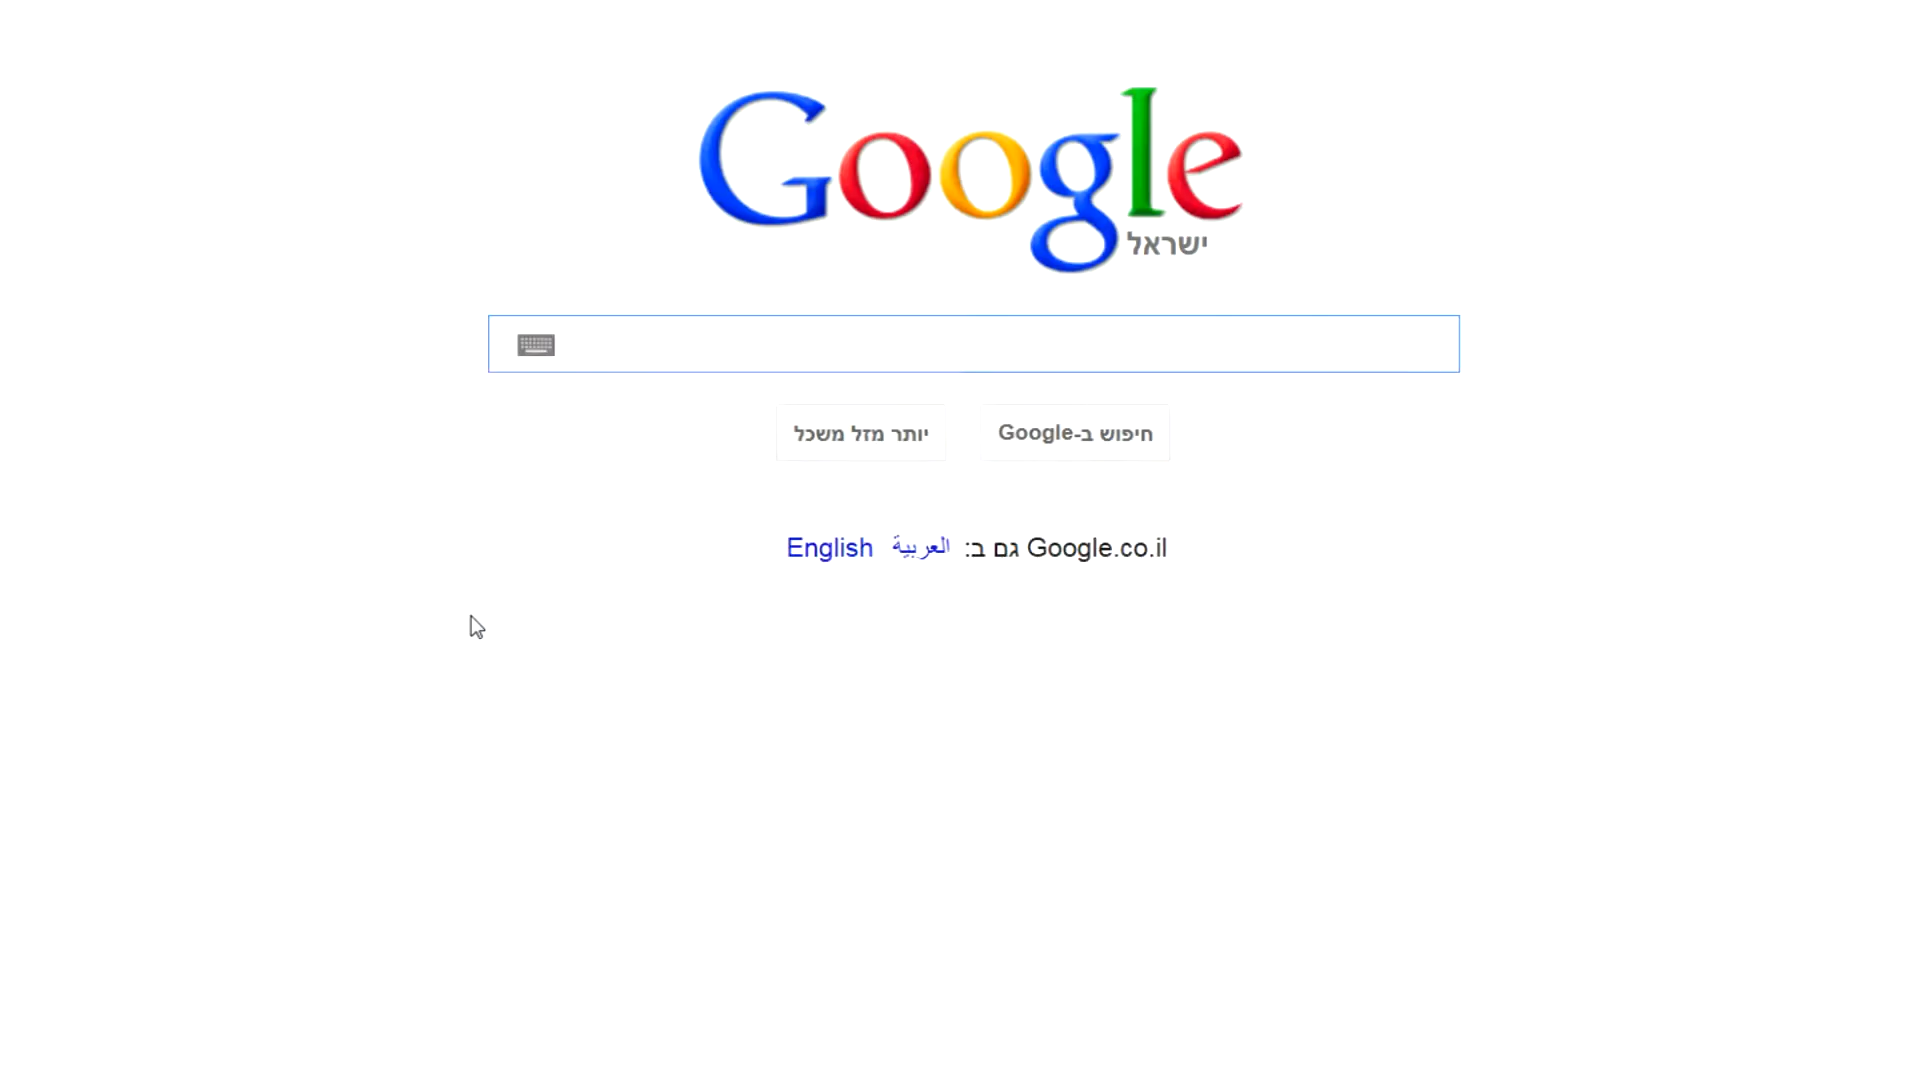 Google
ישראל
חיפוש ב-Google
יותר מזל משכל
Google.co.il גם ב: العربية English